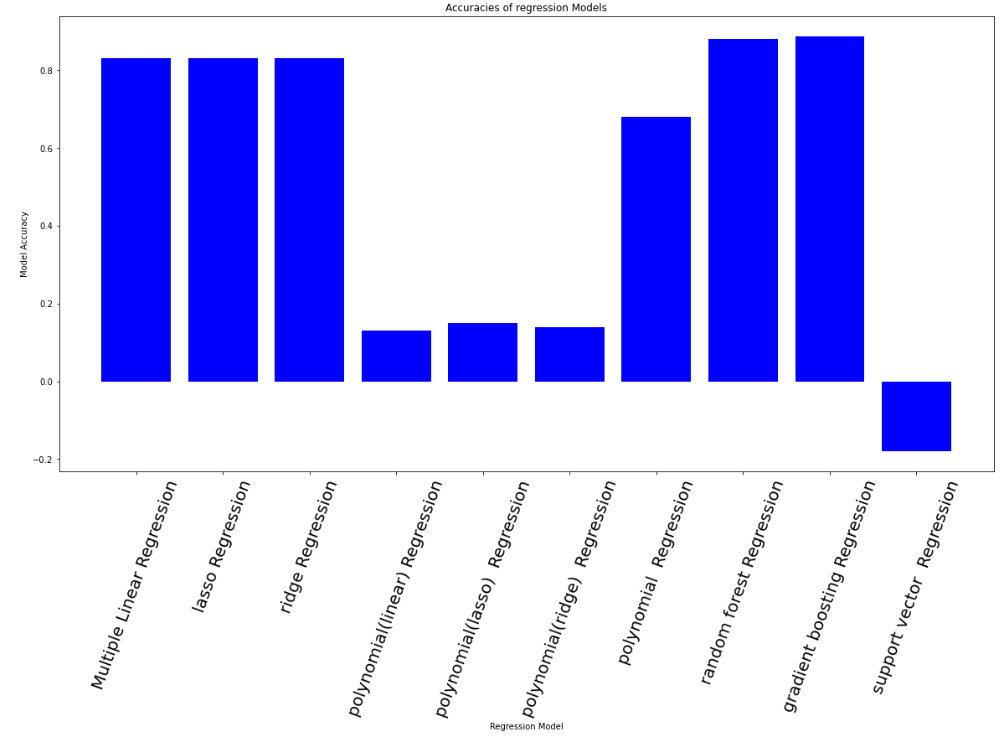 Accuracies of regression Models
Model Accuracy
0.8
0.6
0.4
0.2
0.0
−0.2
Multiple Linear Regression
lasso Regression
ridge Regression
polynomial(linear) Regression
polynomial(lasso)  Regression
polynomial(ridge)  Regression
polynomial  Regression
random forest Regression
gradient boosting Regression
support vector  Regression
Regression Model